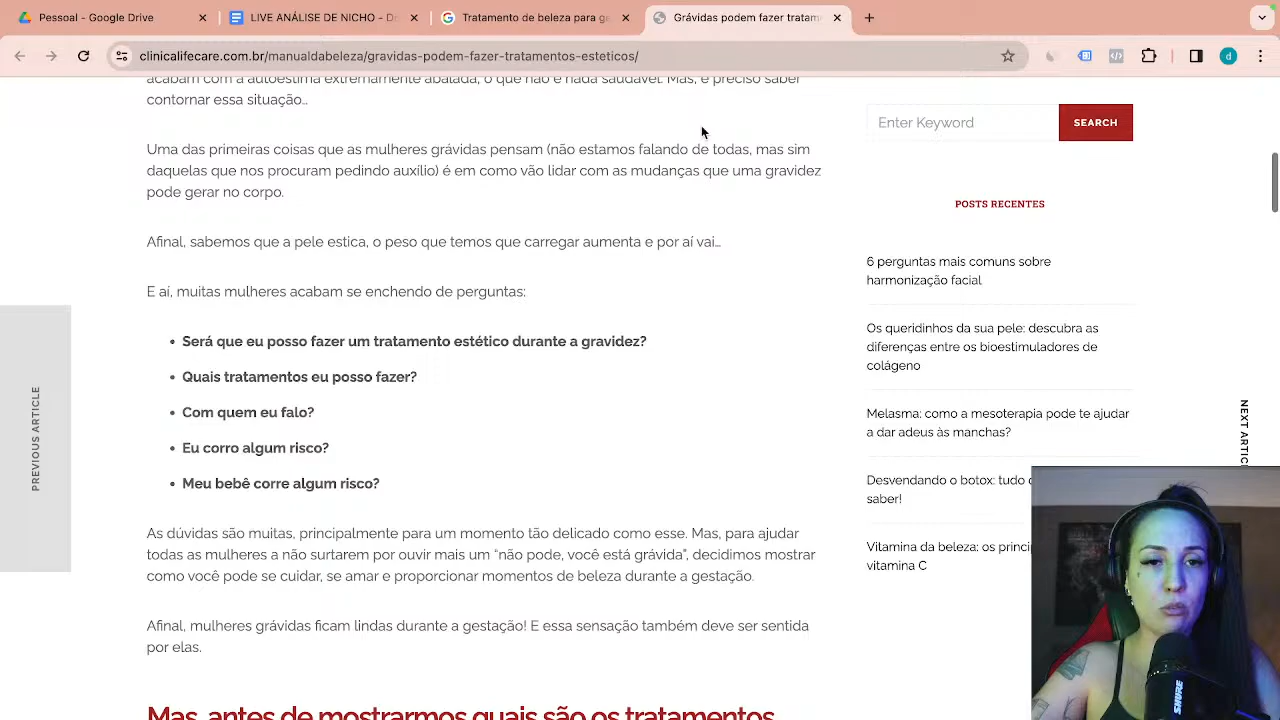 Pessoal - Google Drive
LIVE ANÁLISE DE NICHO - D
Tratamento de beleza para g
Grávidas podem fazer tratam
clinicalifecare.com.br/manualdabeleza/gravidas-podem-fazer-tratamentos-esteticos/
d
acabam com a autoestima extremamente abalada, o que não é nada saudável. Mas, é preciso saber
contornar essa situação…
Uma das primeiras coisas que as mulheres grávidas pensam (não estamos falando de todas, mas sim
daquelas que nos procuram pedindo auxílio) é em como vão lidar com as mudanças que uma gravidez
pode gerar no corpo.
Afinal, sabemos que a pele estica, o peso que temos que carregar aumenta e por aí vai…
E aí, muitas mulheres acabam se enchendo de perguntas:
• Será que eu posso fazer um tratamento estético durante a gravidez?
• Quais tratamentos eu posso fazer?
• Com quem eu falo?
• Eu corro algum risco?
• Meu bebê corre algum risco?
As dúvidas são muitas, principalmente para um momento tão delicado como esse. Mas, para ajudar
todas as mulheres a não surtarem por ouvir mais um “não pode, você está grávida”, decidimos mostrar
como você pode se cuidar, se amar e proporcionar momentos de beleza durante a gestação.
Afinal, mulheres grávidas ficam lindas durante a gestação! E essa sensação também deve ser sentida
por elas.
Mas, antes de mostrarmos quais são os tratamentos
PREVIOUS ARTICLE
Enter Keyword
SEARCH
POSTS RECENTES
6 perguntas mais comuns sobre
harmonização facial
Os queridinhos da sua pele: descubra as
diferenças entre os bioestimuladores de
colágeno
Melasma: como a mesoterapia pode te ajudar
a dar adeus às manchas?
Desvendando o botox: tudo
saber!
Vitamina da beleza: os princi
vitamina C
NEXT ARTIC
SHURE